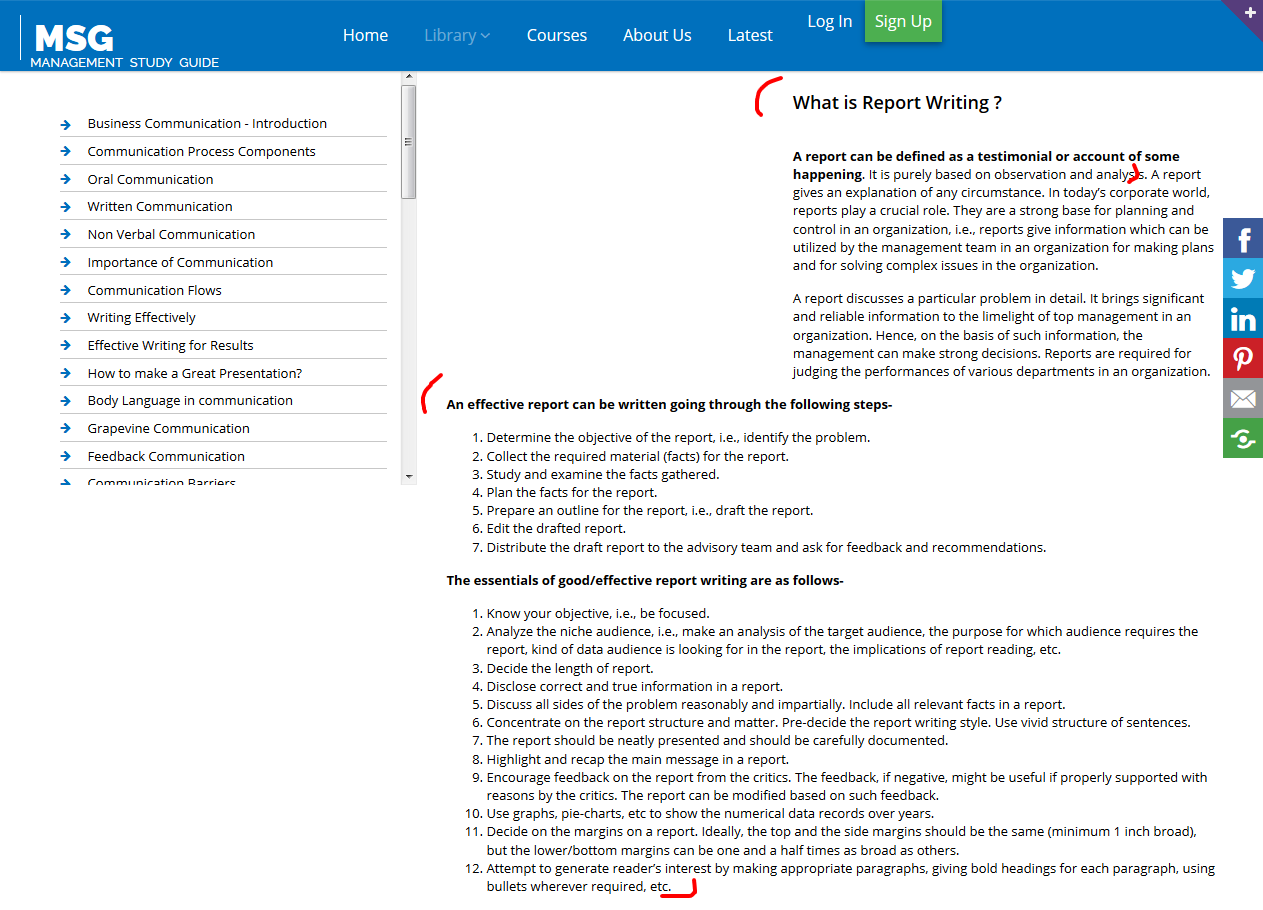 MSG
MANAGEMENT STUDY GUIDE
Home
Library
Courses
About Us
Latest
Log In
Sign Up
Business Communication - Introduction
Communication Process Components
Oral Communication
Written Communication
Non Verbal Communication
Importance of Communication
Communication Flows
Writing Effectively
Effective Writing for Results
How to make a Great Presentation?
Body Language in communication
Grapevine Communication
Feedback Communication
Communication Barriers
What is Report Writing ?
A report can be defined as a testimonial or account of some
happening. It is purely based on observation and analysis. A report
gives an explanation of any circumstance. In today’s corporate world,
reports play a crucial role. They are a strong base for planning and
control in an organization, i.e., reports give information which can be
utilized by the management team in an organization for making plans
and for solving complex issues in the organization.
A report discusses a particular problem in detail. It brings significant
and reliable information to the limelight of top management in an
organization. Hence, on the basis of such information, the
management can make strong decisions. Reports are required for
judging the performances of various departments in an organization.
An effective report can be written going through the following steps-
1. Determine the objective of the report, i.e., identify the problem.
2. Collect the required material (facts) for the report.
3. Study and examine the facts gathered.
4. Plan the facts for the report.
5. Prepare an outline for the report, i.e., draft the report.
6. Edit the drafted report.
7. Distribute the draft report to the advisory team and ask for feedback and recommendations.
The essentials of good/effective report writing are as follows-
1. Know your objective, i.e., be focused.
2. Analyze the niche audience, i.e., make an analysis of the target audience, the purpose for which audience requires the
report, kind of data audience is looking for in the report, the implications of report reading, etc.
3. Decide the length of report.
4. Disclose correct and true information in a report.
5. Discuss all sides of the problem reasonably and impartially. Include all relevant facts in a report.
6. Concentrate on the report structure and matter. Pre-decide the report writing style. Use vivid structure of sentences.
7. The report should be neatly presented and should be carefully documented.
8. Highlight and recap the main message in a report.
9. Encourage feedback on the report from the critics. The feedback, if negative, might be useful if properly supported with
reasons by the critics. The report can be modified based on such feedback.
10. Use graphs, pie-charts, etc to show the numerical data records over years.
11. Decide on the margins on a report. Ideally, the top and the side margins should be the same (minimum 1 inch broad),
but the lower/bottom margins can be one and a half times as broad as others.
12. Attempt to generate reader’s interest by making appropriate paragraphs, giving bold headings for each paragraph, using
bullets wherever required, etc.